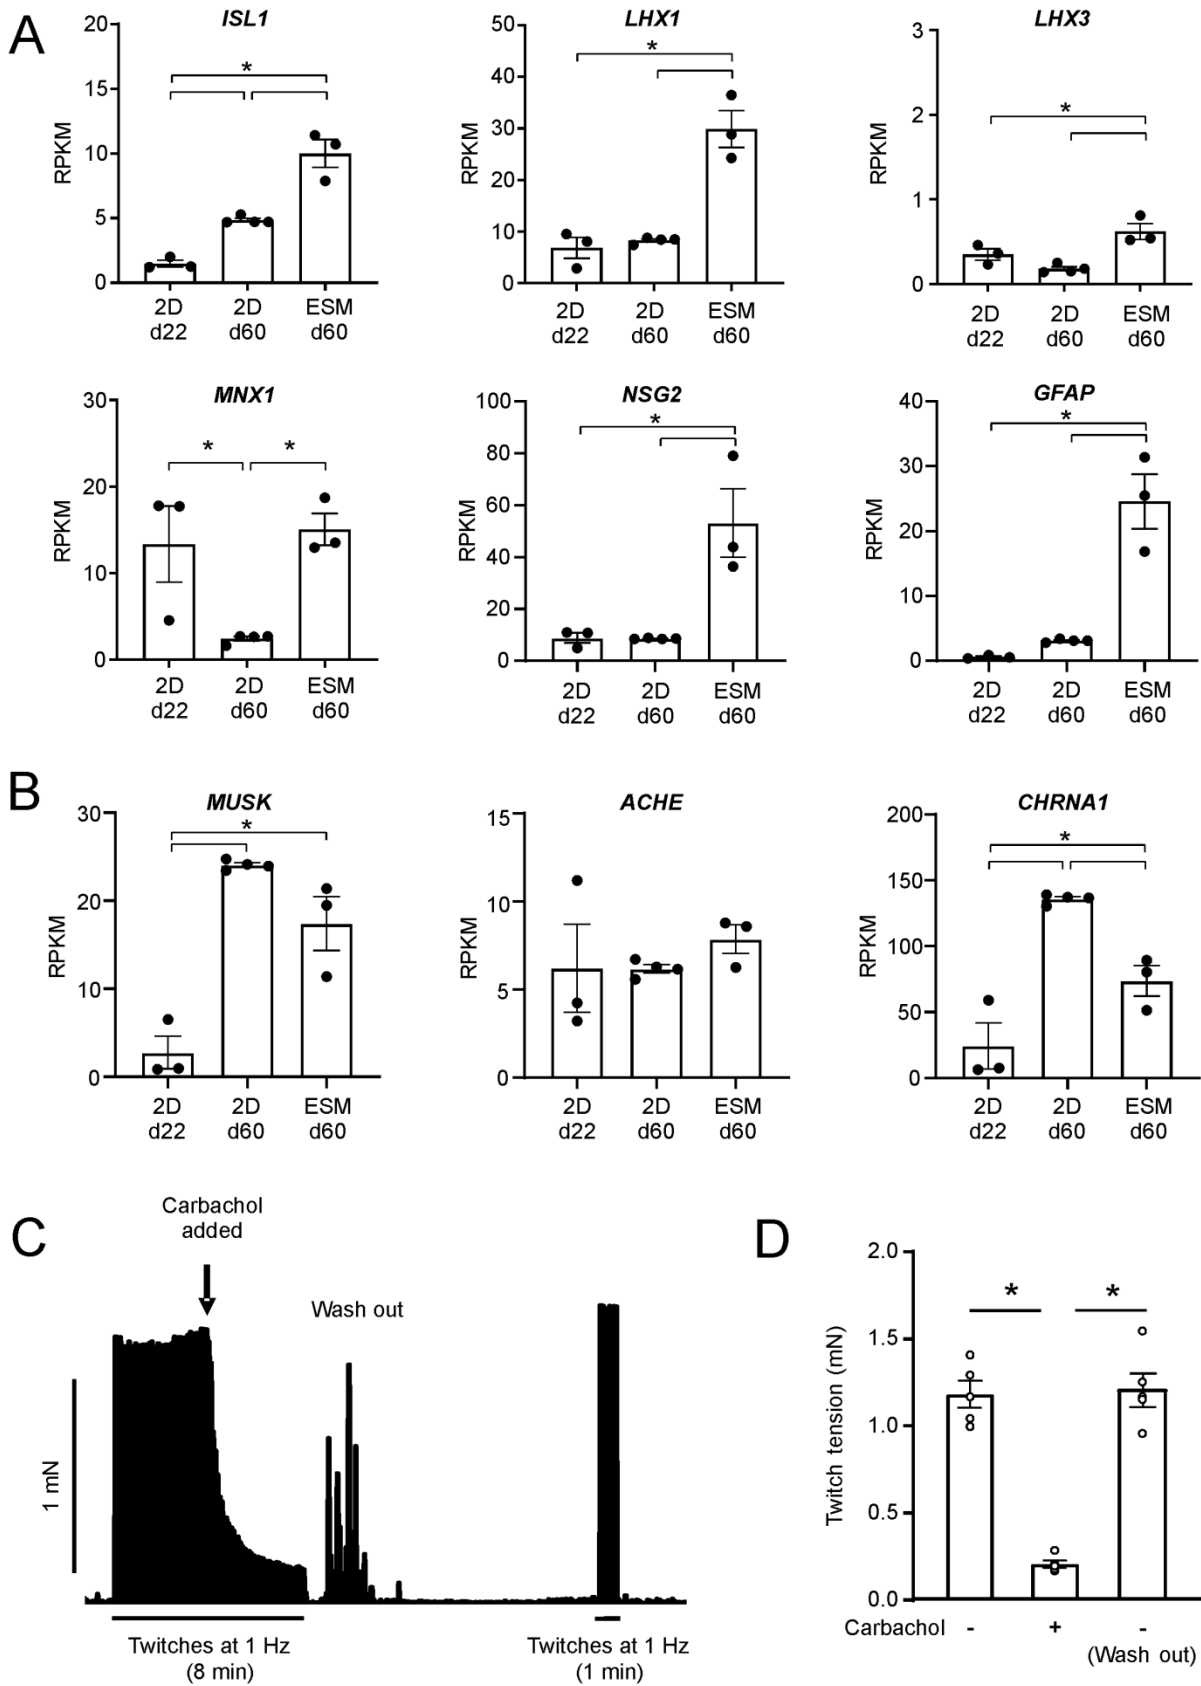 A
ISL1
20
15
10
5
0
RPKM
*
2D
d22
2D
d60
ESM
d60
LHX1
50
40
30
20
10
0
RPKM
*
2D
d22
2D
d60
ESM
d60
LHX3
3
2
1
0
RPKM
*
2D
d22
2D
d60
ESM
d60
MNX1
30
20
10
0
RPKM
* *
2D
d22
2D
d60
ESM
d60
NSG2
100
80
60
40
20
0
RPKM
*
2D
d22
2D
d60
ESM
d60
GFAP
40
30
20
10
0
RPKM
*
2D
d22
2D
d60
ESM
d60
B
MUSK
30
20
10
0
RPKM
*
2D
d22
2D
d60
ESM
d60
ACHE
15
10
5
0
RPKM
2D
d22
2D
d60
ESM
d60
CHRNA1
200
150
100
50
0
RPKM
*
2D
d22
2D
d60
ESM
d60
C
Carbachol
added
Wash out
1 mN
Twitches at 1 Hz
(8 min)
Twitches at 1 Hz
(1 min)
D
2.0
1.5
1.0
0.5
0.0
Twitch tension (mN)
* *
Carbachol - + -
(Wash out)